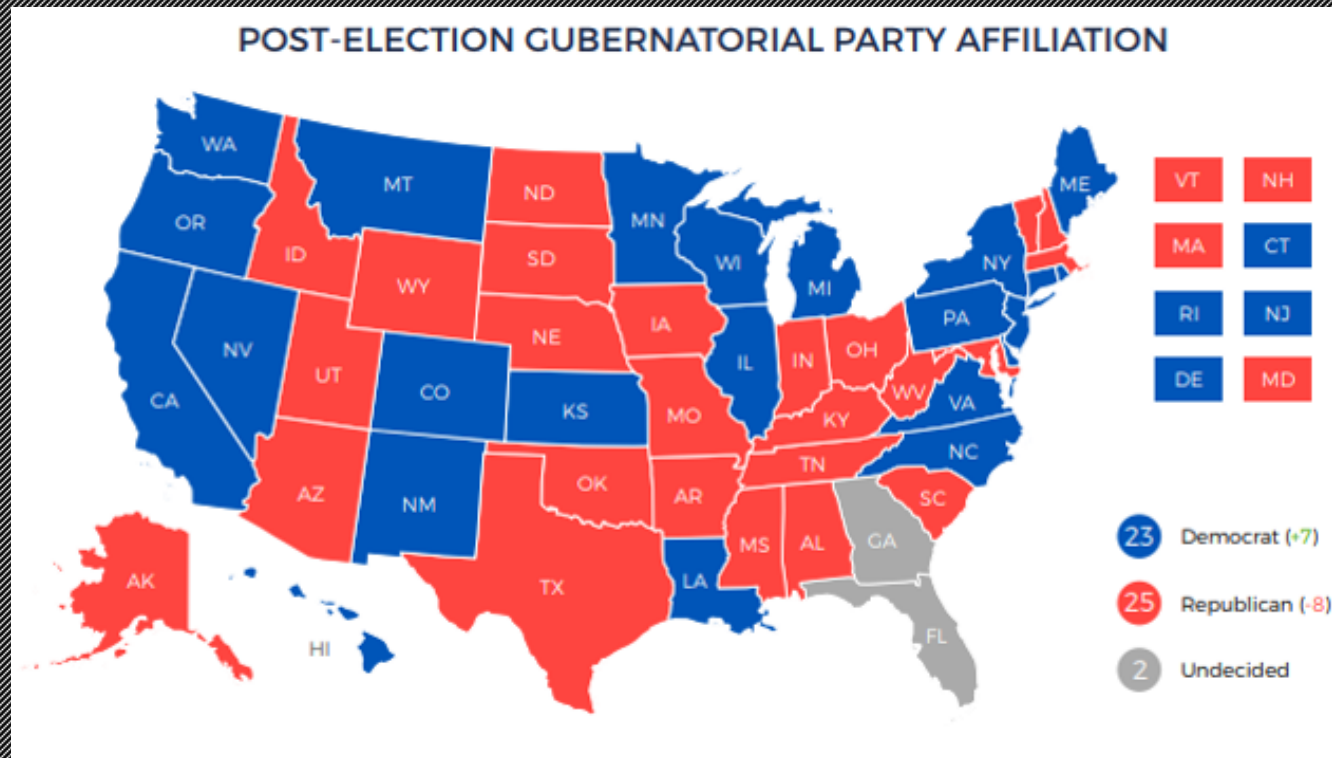 POST-ELECTION GUBERNATORIAL PARTY AFFILIATION
WA
MT
ND
MN
ME
VT
NH
OR
ID
SD
WI
NY
MA
CT
WY
MI
RI
NJ
NV
NE
IA
PA
UT
CO
IL
IN
OH
DE
MD
CA
KS
MO
WV
VA
KY
AZ
NM
OK
AR
TN
NC
SC
MS
AL
GA
23 Democrat (+7)
AK
TX
LA
25 Republican (-8)
HI
FL
2 Undecided